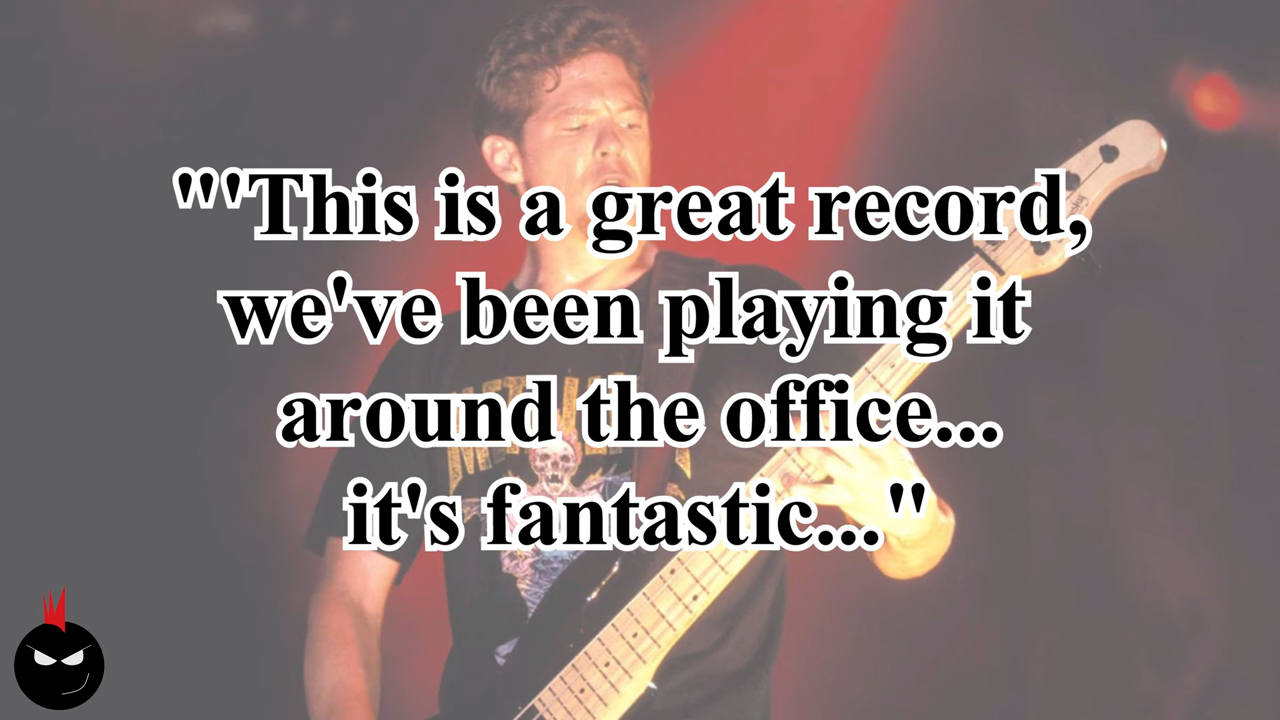 "'This is a great record,
we've been playing it
around the office...
it's fantastic..."